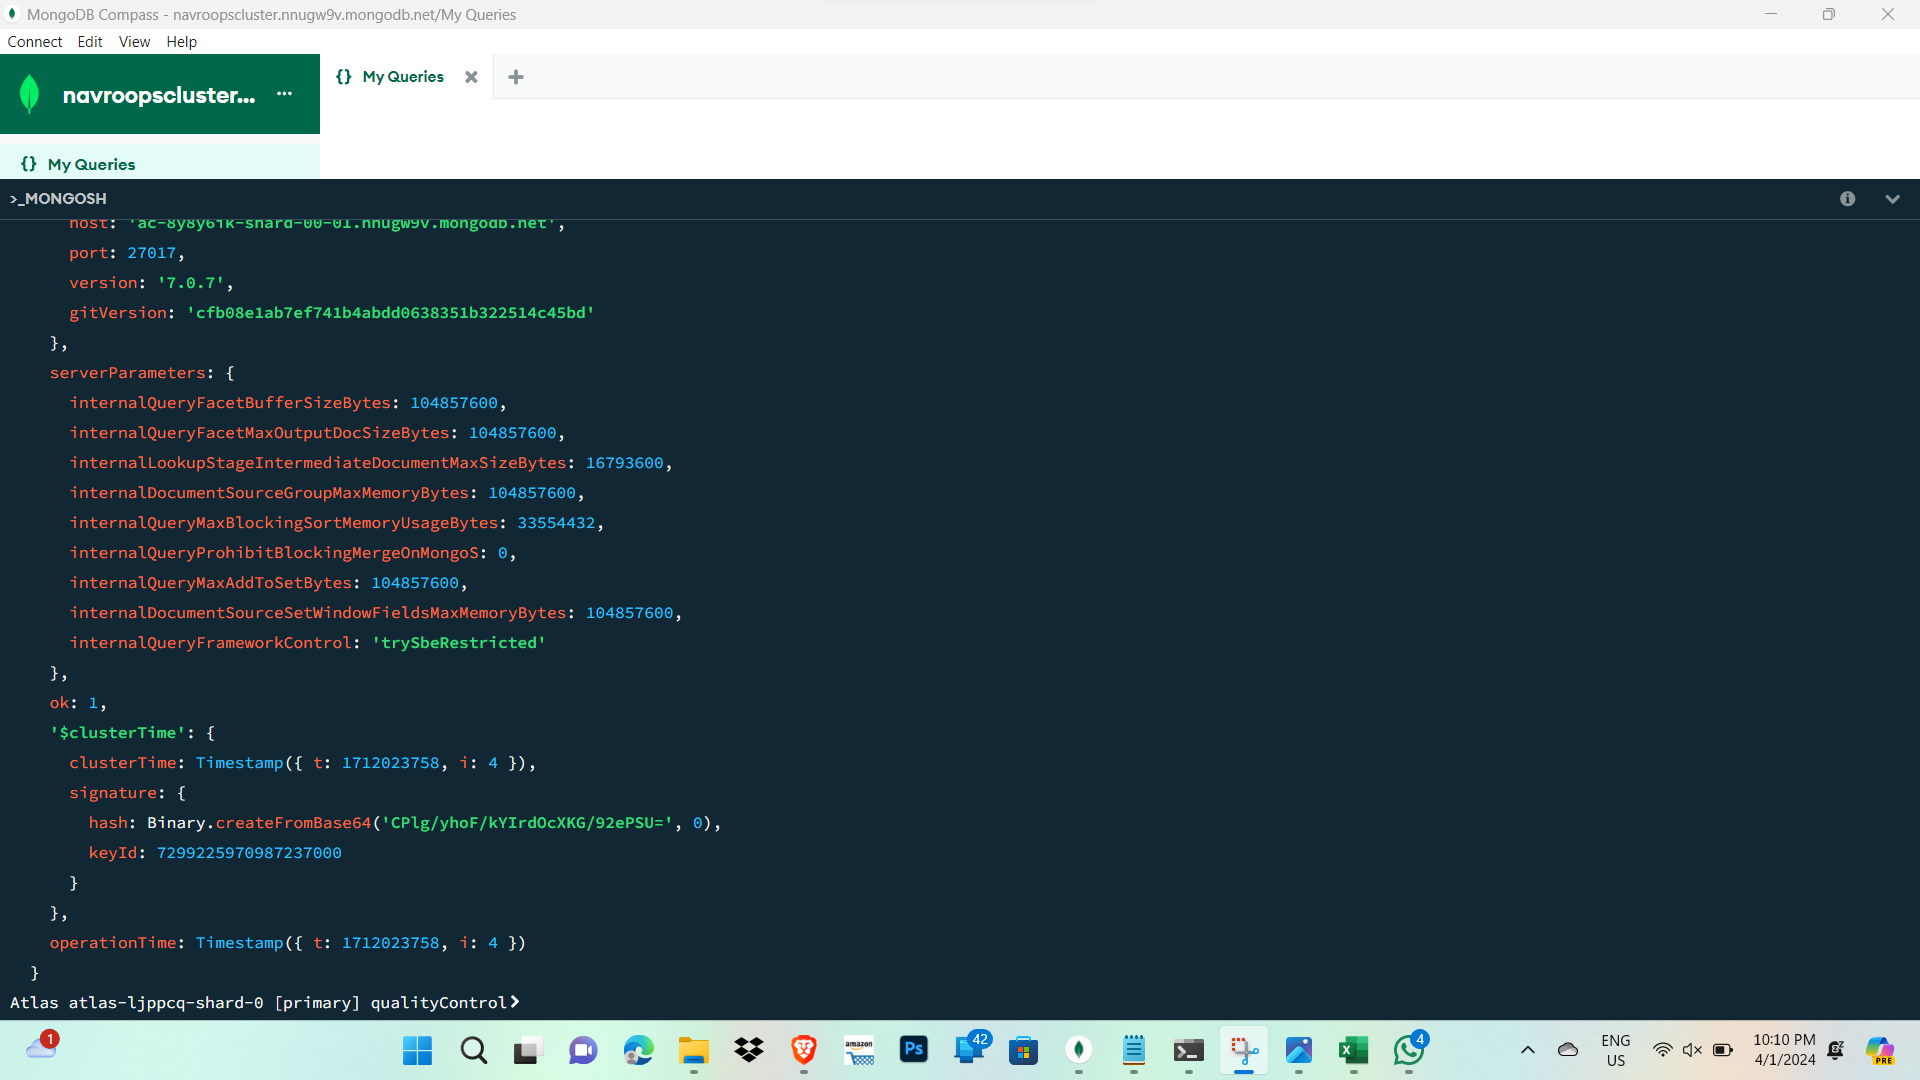 MongoDB Compass - navroopscluster.nnugw9v.mongodb.net/My Queries
Connect Edit View Help
navroopscluster... ...
{} My Queries
{} My Queries
>_MONGOSH
host: 'ac-8y8y6ik-shard-00-01.nnugw9v.mongodb.net',
port: 27017,
version: '7.0.7',
gitVersion: 'cfb08e1ab7ef741b4abdd0638351b322514c45bd'
},
serverParameters: {
internalQueryFacetBufferSizeBytes: 104857600,
internalQueryFacetMaxOutputDocSizeBytes: 104857600,
internalLookupStageIntermediateDocumentMaxSizeBytes: 16793600,
internalDocumentSourceGroupMaxMemoryBytes: 104857600,
internalQueryMaxBlockingSortMemoryUsageBytes: 33554432,
internalQueryProhibitBlockingMergeOnMongoS: 0,
internalQueryMaxAddToSetBytes: 104857600,
internalDocumentSourceSetWindowFieldsMaxMemoryBytes: 104857600,
internalQueryFrameworkControl: 'trySbeRestricted'
},
ok: 1,
'$clusterTime': {
clusterTime: Timestamp({ t: 1712023758, i: 4 }),
signature: {
hash: Binary.createFromBase64('CPlg/yhoF/kYIrdOcXKG/92ePSU=', 0),
keyId: 7299225970987237000
}
},
operationTime: Timestamp({ t: 1712023758, i: 4 })
}
Atlas atlas-ljppcq-shard-0 [primary] qualityControl>
1
amazon
Ps
42
4
ENG
US
10:10 PM
4/1/2024
PRE